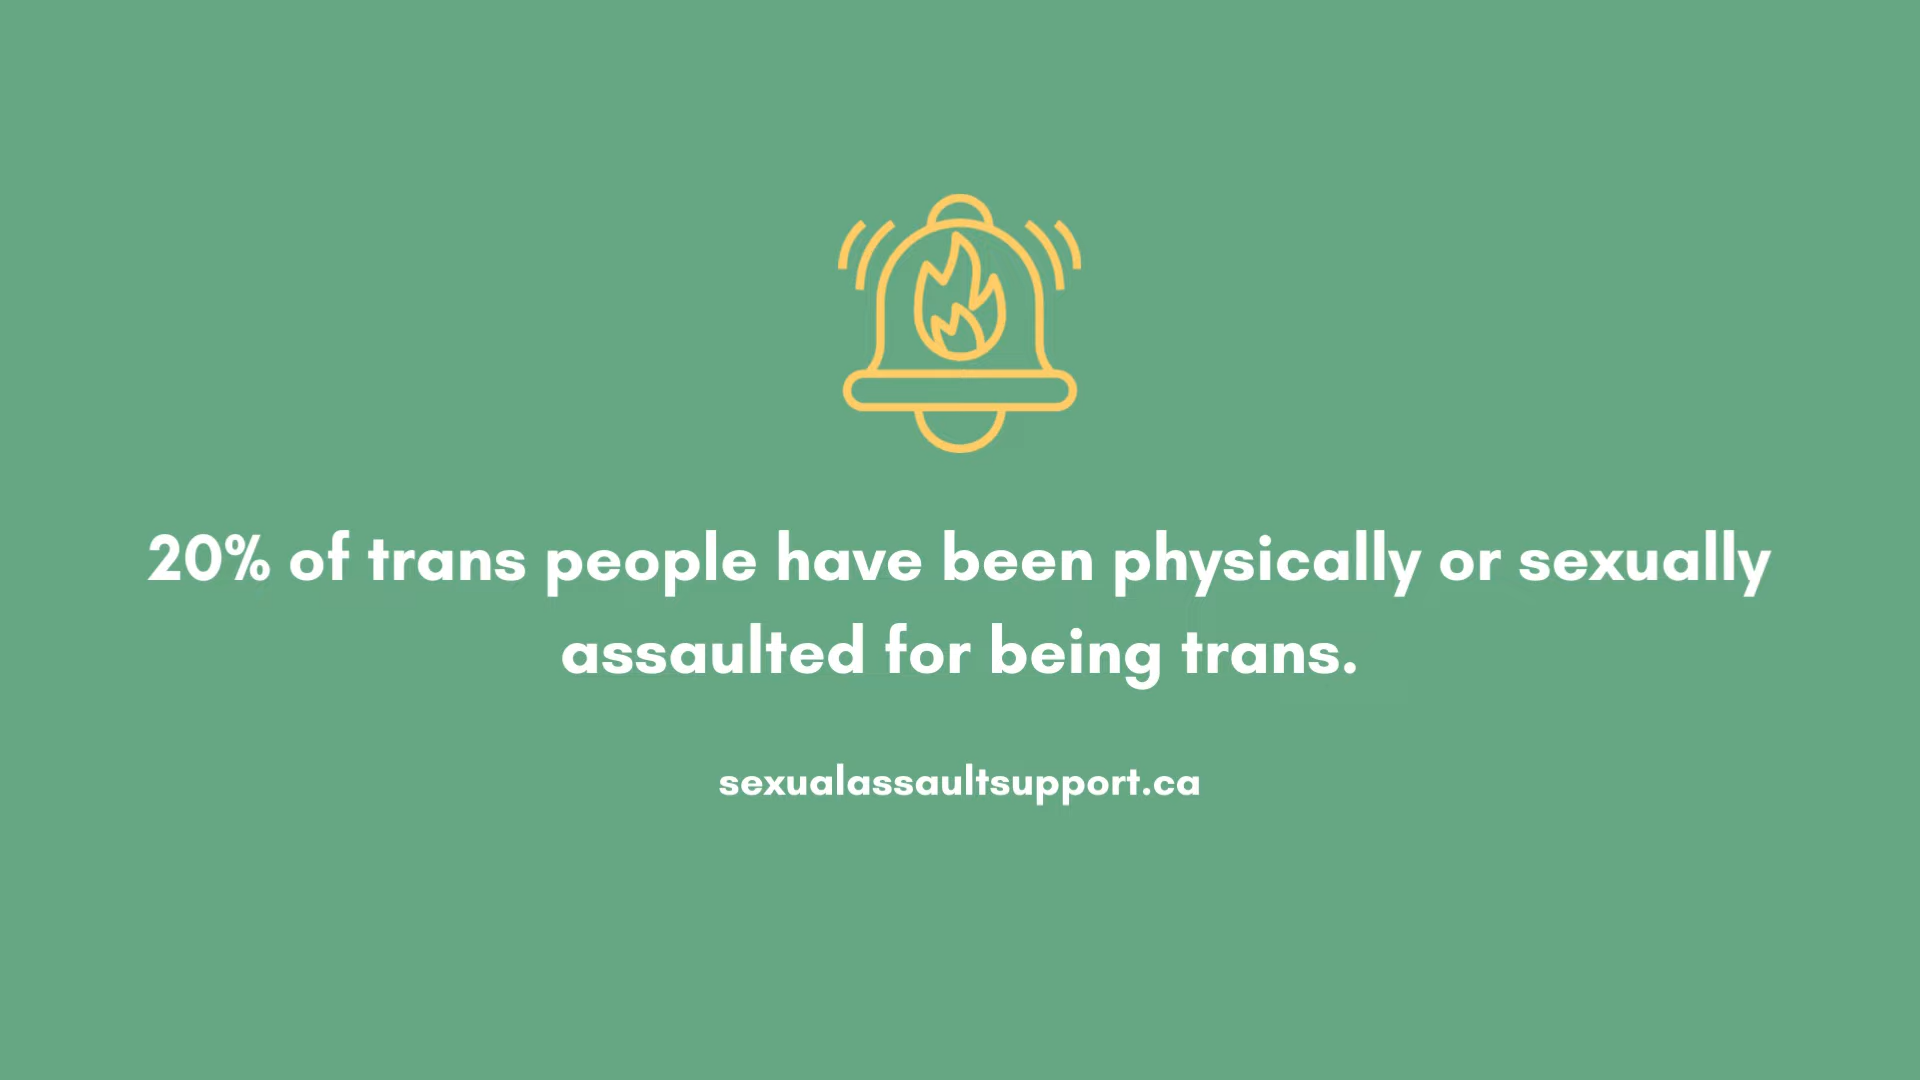 20% of trans people have been physically or sexually
assaulted for being trans.
sexualassaultsupport.ca